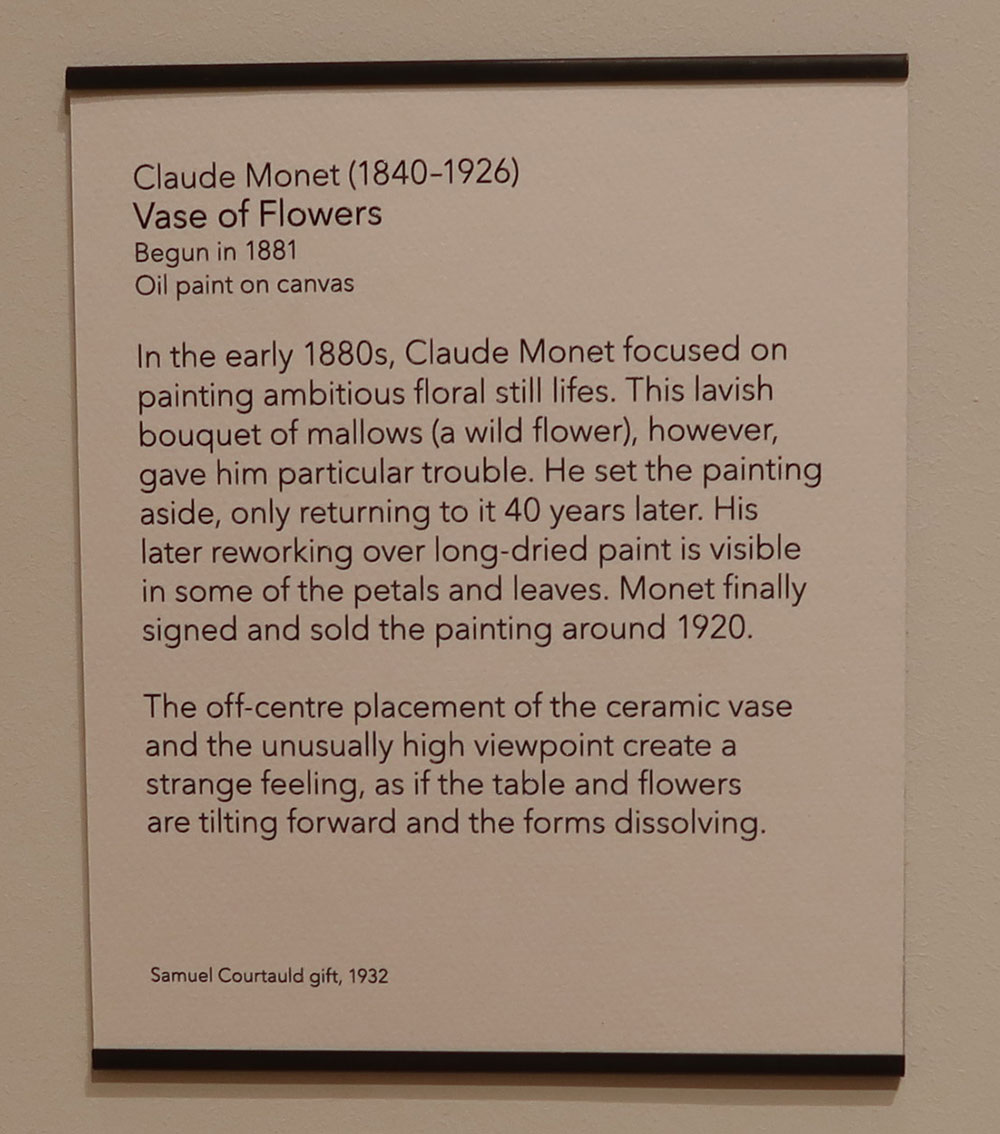 Claude Monet (1840–1926)
Vase of Flowers
Begun in 1881
Oil paint on canvas
In the early 1880s, Claude Monet focused on
painting ambitious floral still lifes. This lavish
bouquet of mallows (a wild flower), however,
gave him particular trouble. He set the painting
aside, only returning to it 40 years later. His
later reworking over long-dried paint is visible
in some of the petals and leaves. Monet finally
signed and sold the painting around 1920.
The off-centre placement of the ceramic vase
and the unusually high viewpoint create a
strange feeling, as if the table and flowers
are tilting forward and the forms dissolving.
Samuel Courtauld gift, 1932